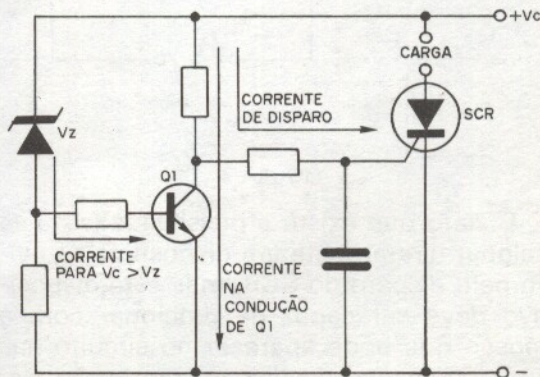 +Vc
CARGA
SCR
CORRENTE
DE DISPARO
Vz
Q1
CORRENTE
PARA Vc >Vz
CORRENTE
NA
CONDUÇÃO
DE Q1
−